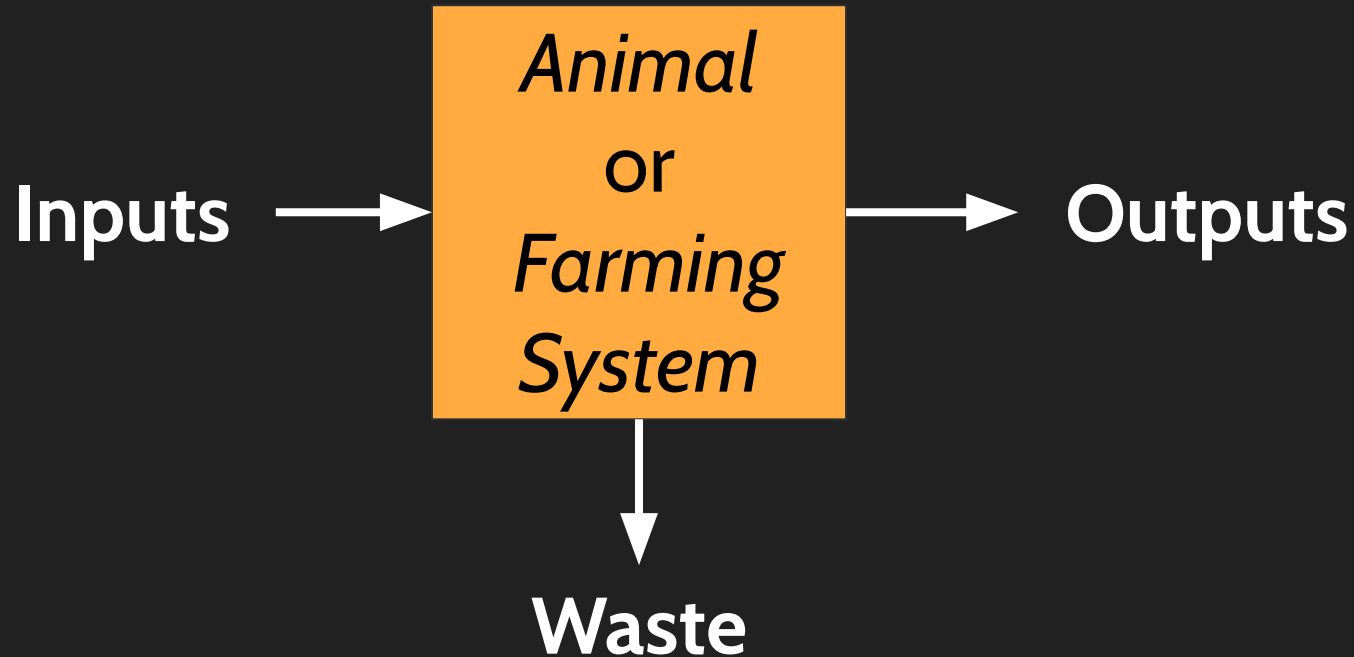 Animal
or
Farming
System
Inputs
Outputs
Waste